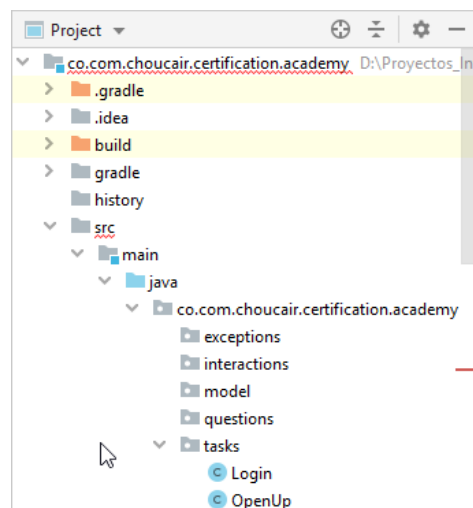 Project
co.com.choucair.certification.academy D:\Proyectos_In
.gradle
.idea
build
gradle
history
src
main
java
co.com.choucair.certification.academy
exceptions
interactions
model
questions
tasks
C Login
C OpenUp